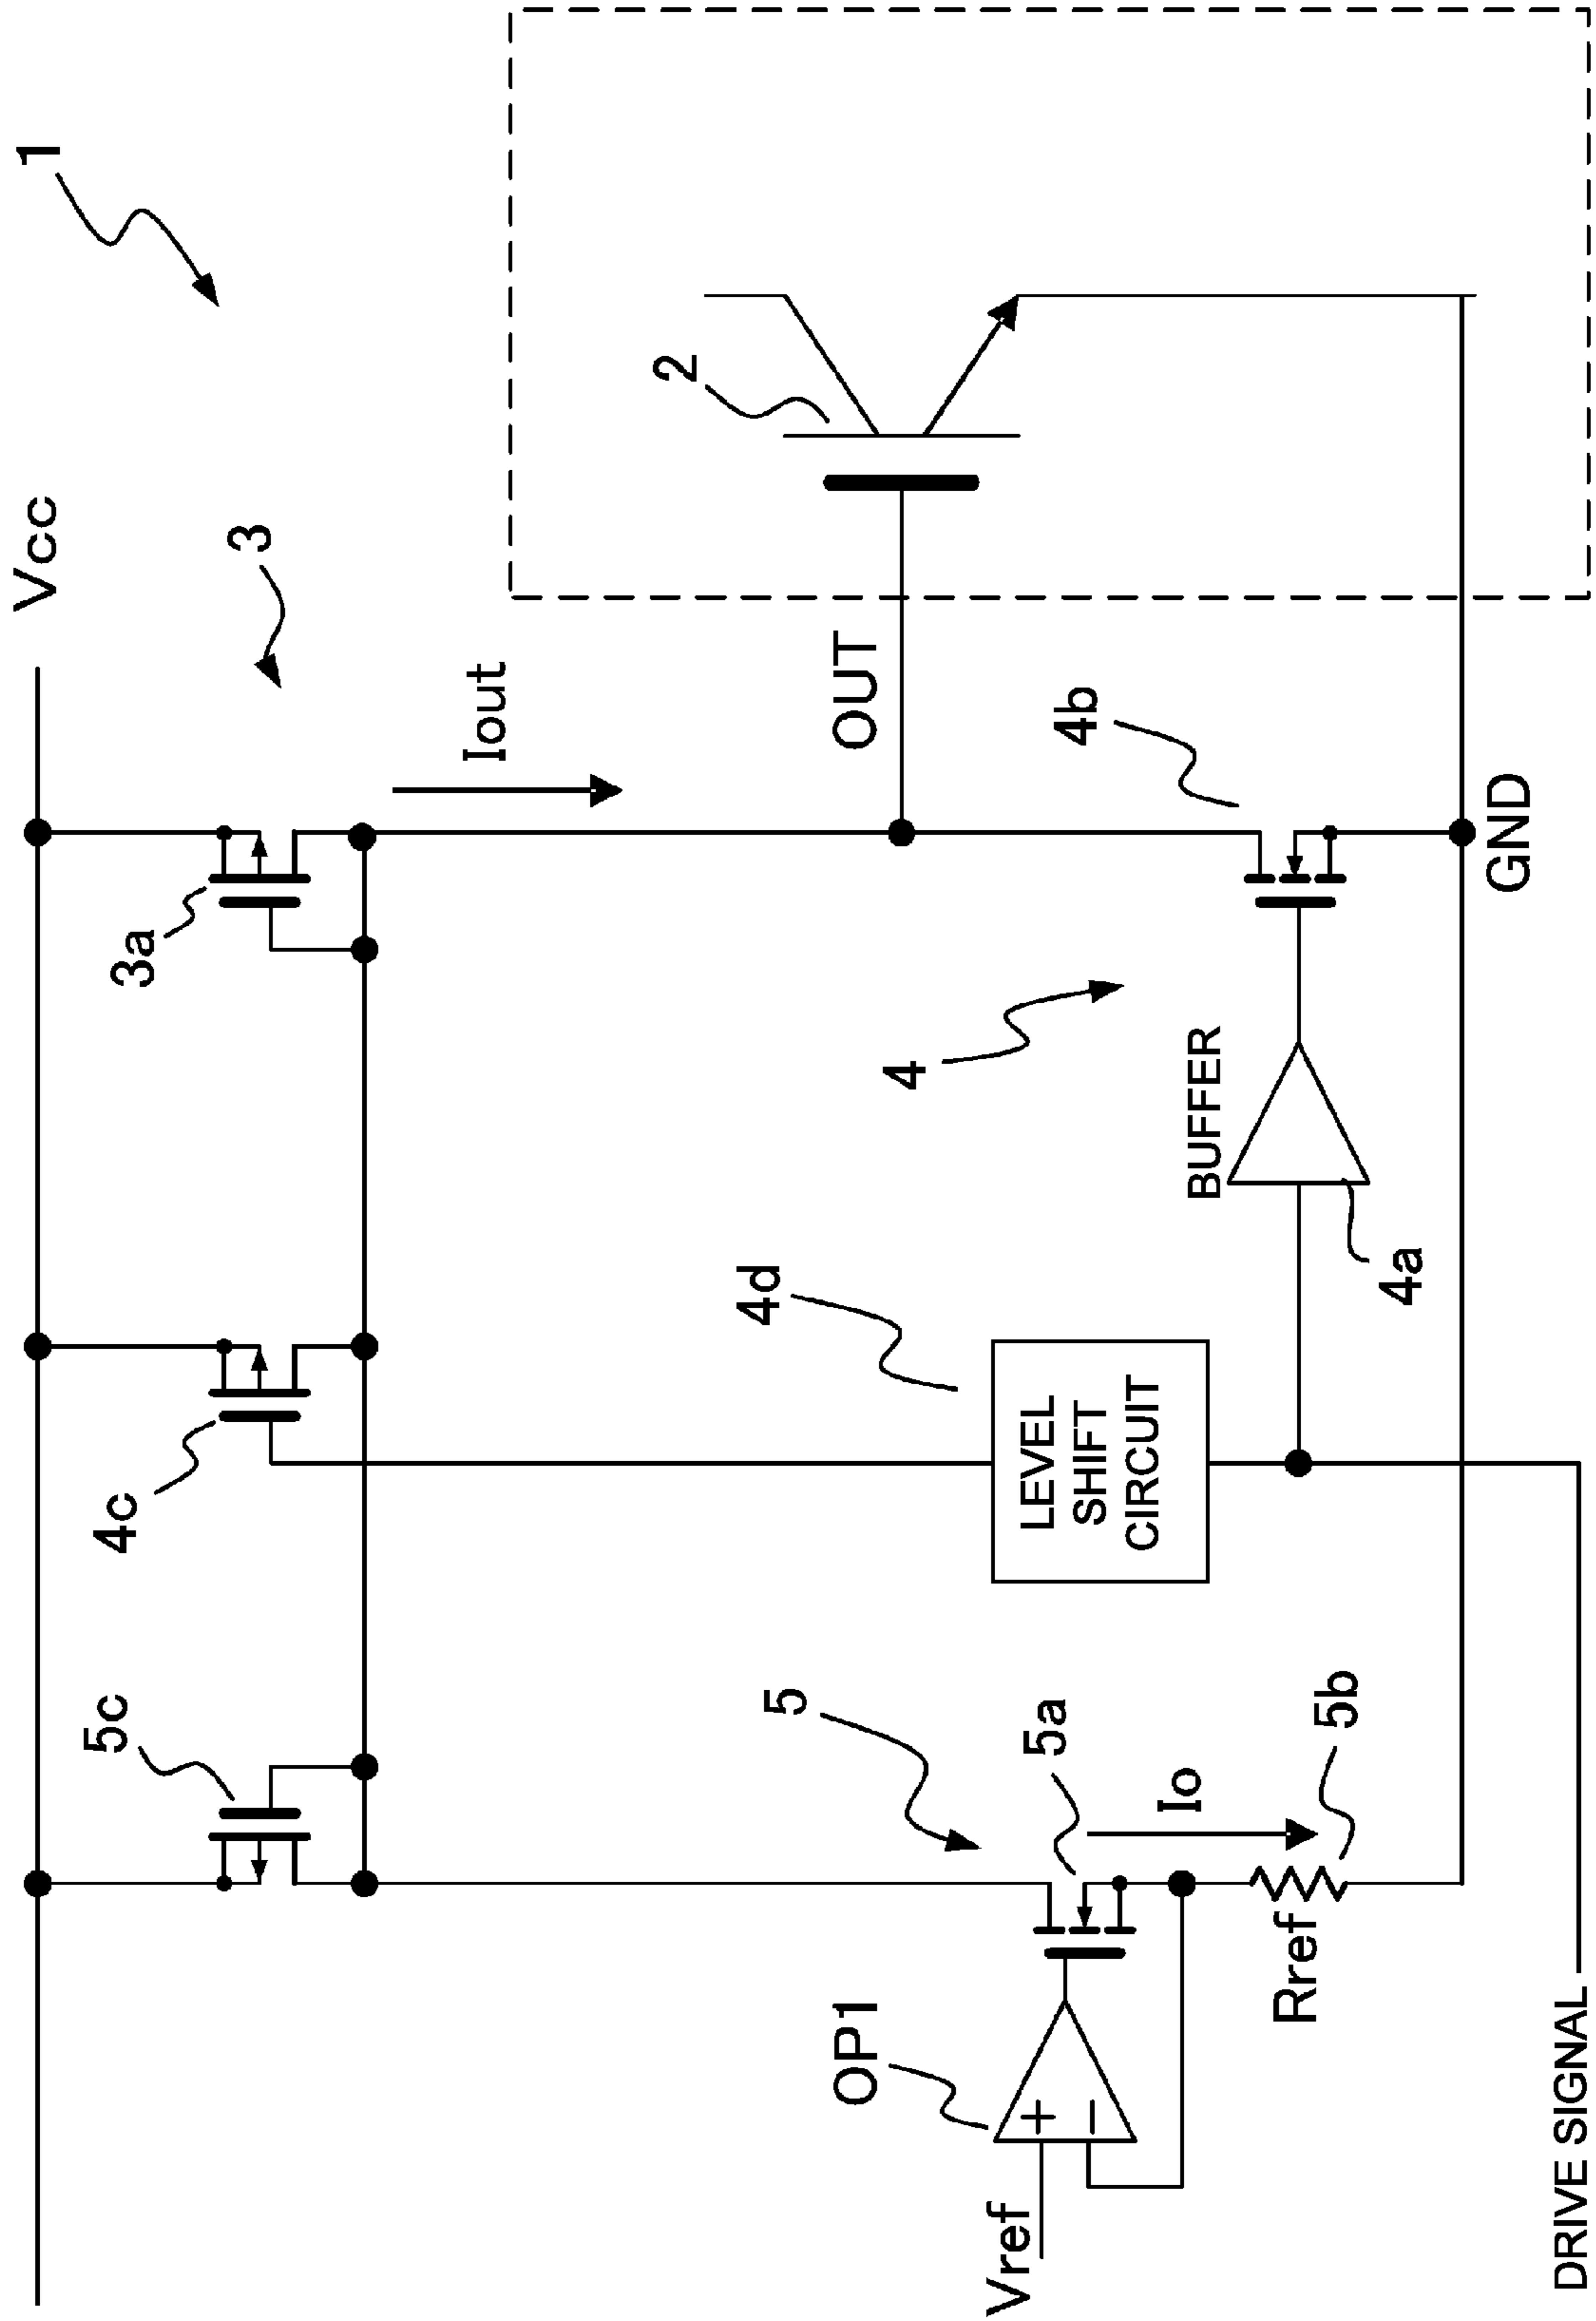 1
Vcc
3
5c
4c
3a
Iout
2
OP1
5
4d
4
OUT
Vref
5a
LEVEL
SHIFT
CIRCUIT
4b
Io
BUFFER
+
−
Rref
5b
4a
GND
DRIVE SIGNAL